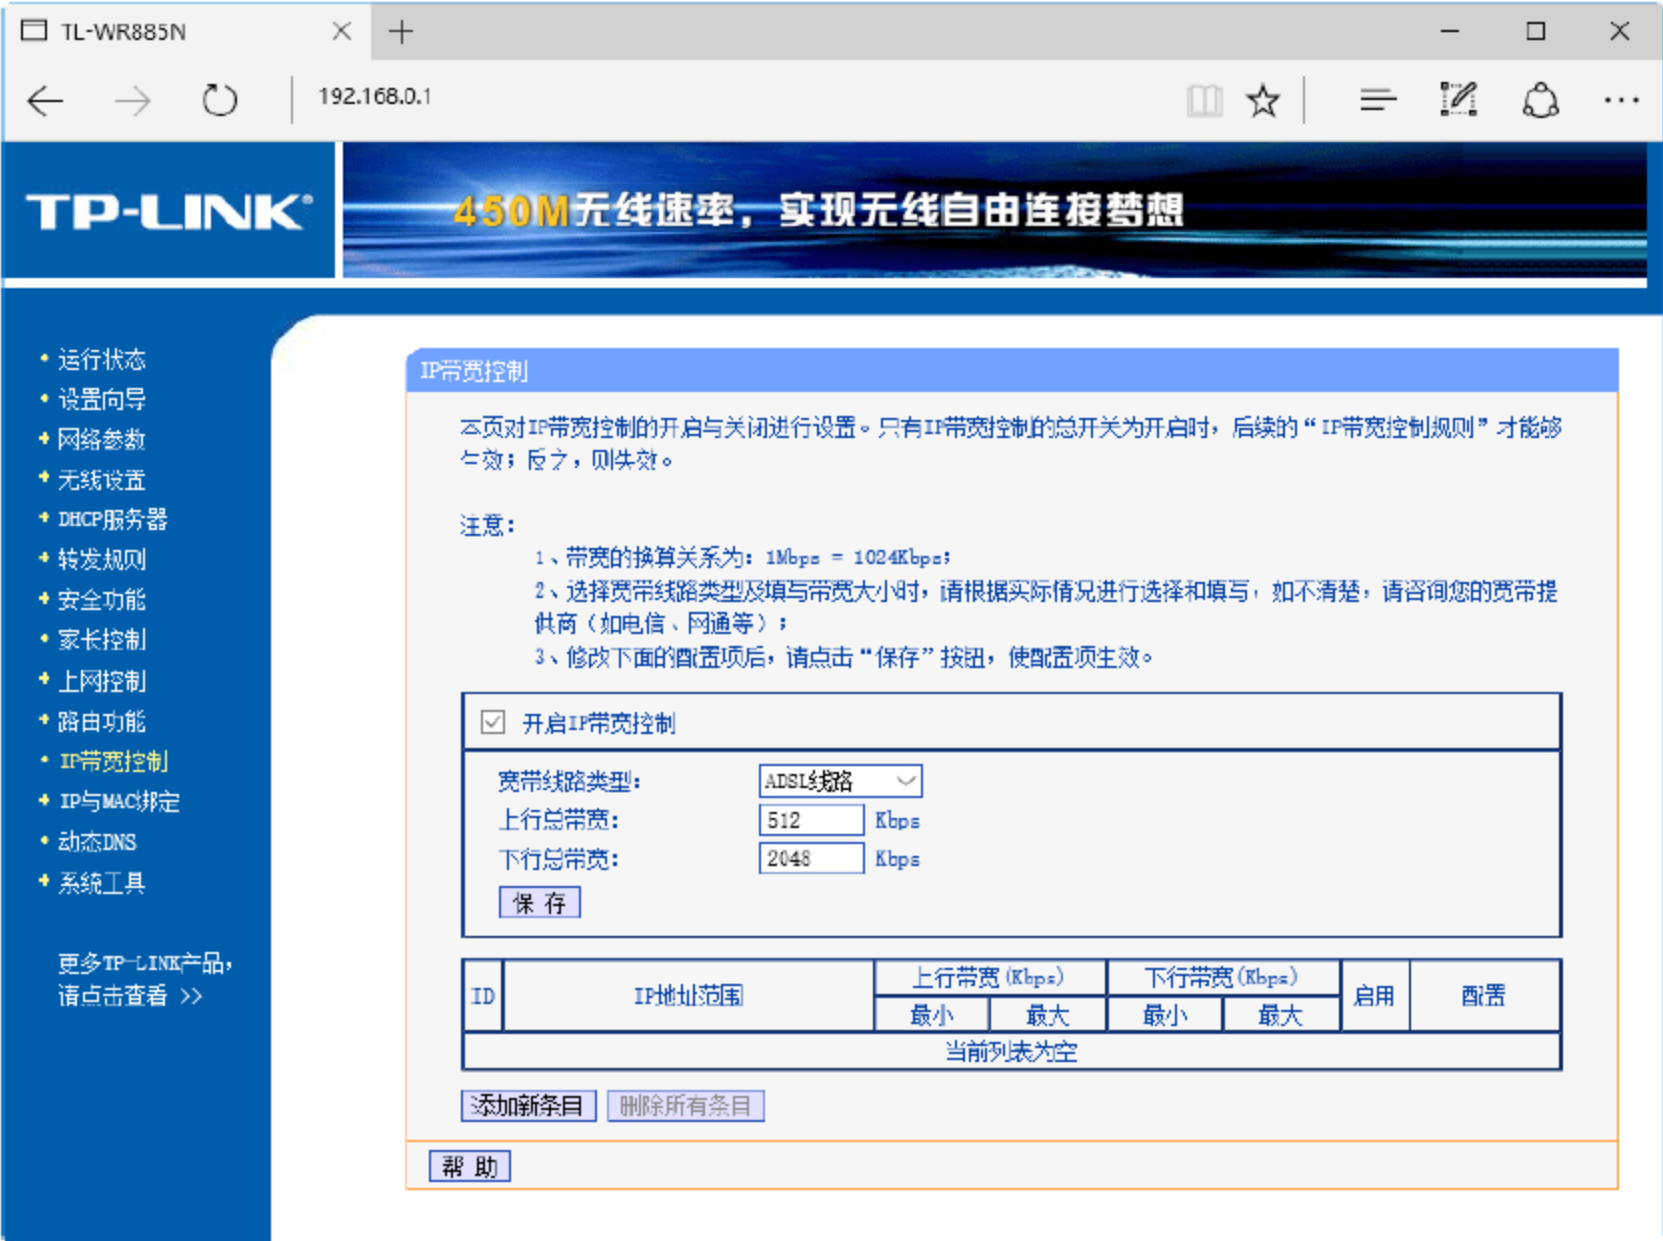 TL-WR885N
192.168.0.1
TP-LINK®
450M无线速率，实现无线自由连接梦想
运行状态
设置向导
网络参数
无线设置
DHCP服务器
转发规则
安全功能
家长控制
上网控制
路由功能
IP带宽控制
IP与MAC绑定
动态DNS
系统工具
更多TP-LINK产品，
请点击查看 >>
IP带宽控制
本页对IP带宽控制的开启与关闭进行设置。只有IP带宽控制的总开关为开启时，后续的“IP带宽控制规则”才能够
生效；反之，则失效。
注意：
1、带宽的换算关系为：1Mbps = 1024Kbps；
2、选择宽带线路类型及填写带宽大小时，请根据实际情况进行选择和填写，如不清楚，请咨询您的宽带提
供商（如电信、网通等）；
3、修改下面的配置项后，请点击“保存”按钮，使配置项生效。
开启IP带宽控制
宽带线路类型： ADSL线路
上行总带宽： 512 Kbps
下行总带宽： 2048 Kbps
保 存
ID IP地址范围 上行带宽(Kbps) 下行带宽(Kbps) 启用 配置
最小 最大 最小 最大
当前列表为空
添加新条目 删除所有条目
帮 助